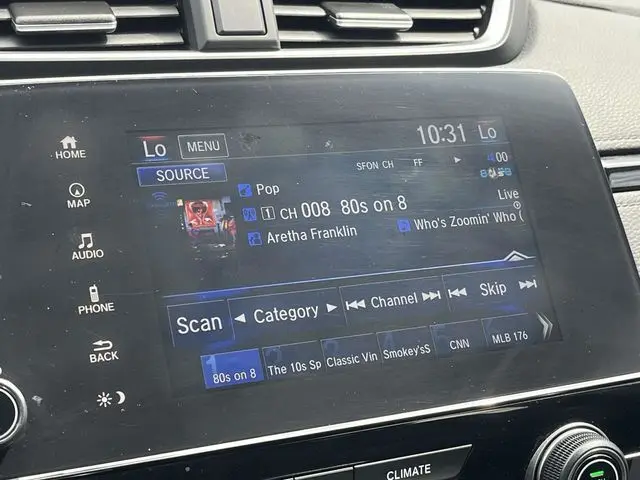 10:31
Lo MENU Lo
SOURCE
SFON CH FF
Pop
1 CH 008 80s on 8
Live
Aretha Franklin
Who's Zoomin' Who (
Scan
Category
Channel
Skip
80s on 8
The 10s Sp
Classic Vin
Smokey'sS
CNN
MLB 176
HOME
MAP
AUDIO
PHONE
BACK
CLIMATE